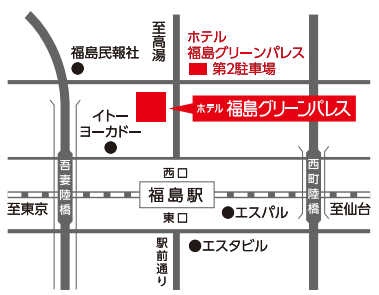 至高湯
ホテル
福島グリーンパレス
第2駐車場
福島民報社
ホテル 福島グリーンパレス
イトー
ヨーカドー
吾妻陸橋
西口
西町陸橋
福島駅
至東京
東口
エスパル
至仙台
駅前通り
エスタビル